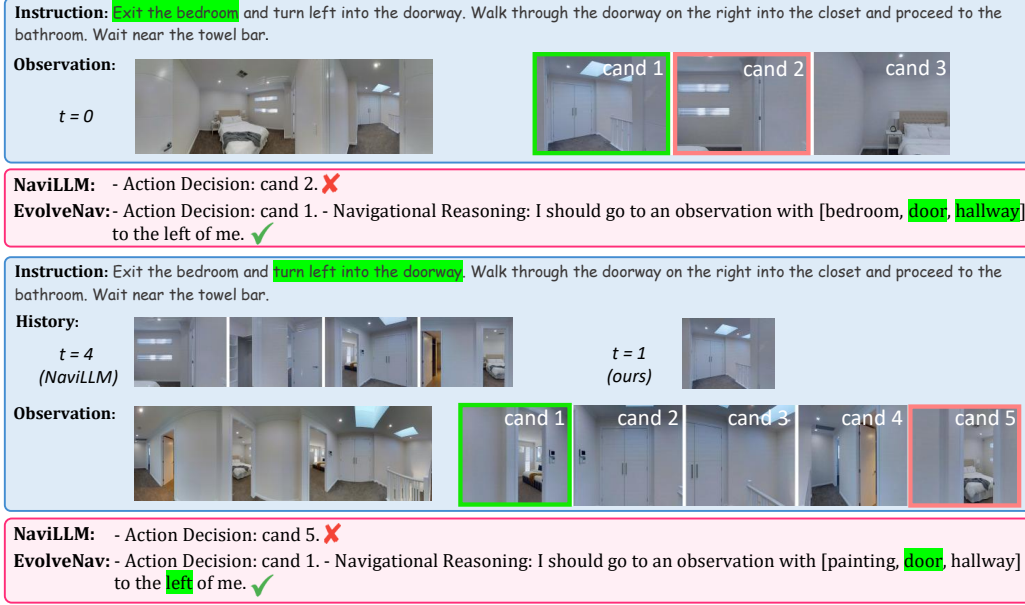 Instruction: Exit the bedroom and turn left into the doorway. Walk through the doorway on the right into the closet and proceed to the
bathroom. Wait near the towel bar.
Observation:
t = 0
cand 1
cand 2
cand 3
NaviLLM: - Action Decision: cand 2. ✘
EvolveNav: - Action Decision: cand 1. - Navigational Reasoning: I should go to an observation with [bedroom, door, hallway]
to the left of me. ✓
Instruction: Exit the bedroom and turn left into the doorway. Walk through the doorway on the right into the closet and proceed to the
bathroom. Wait near the towel bar.
History:
t = 4
(NaviLLM)
t = 1
(ours)
Observation:
cand 1
cand 2
cand 3
cand 4
cand 5
NaviLLM: - Action Decision: cand 5. ✘
EvolveNav: - Action Decision: cand 1. - Navigational Reasoning: I should go to an observation with [painting, door, hallway]
to the left of me. ✓